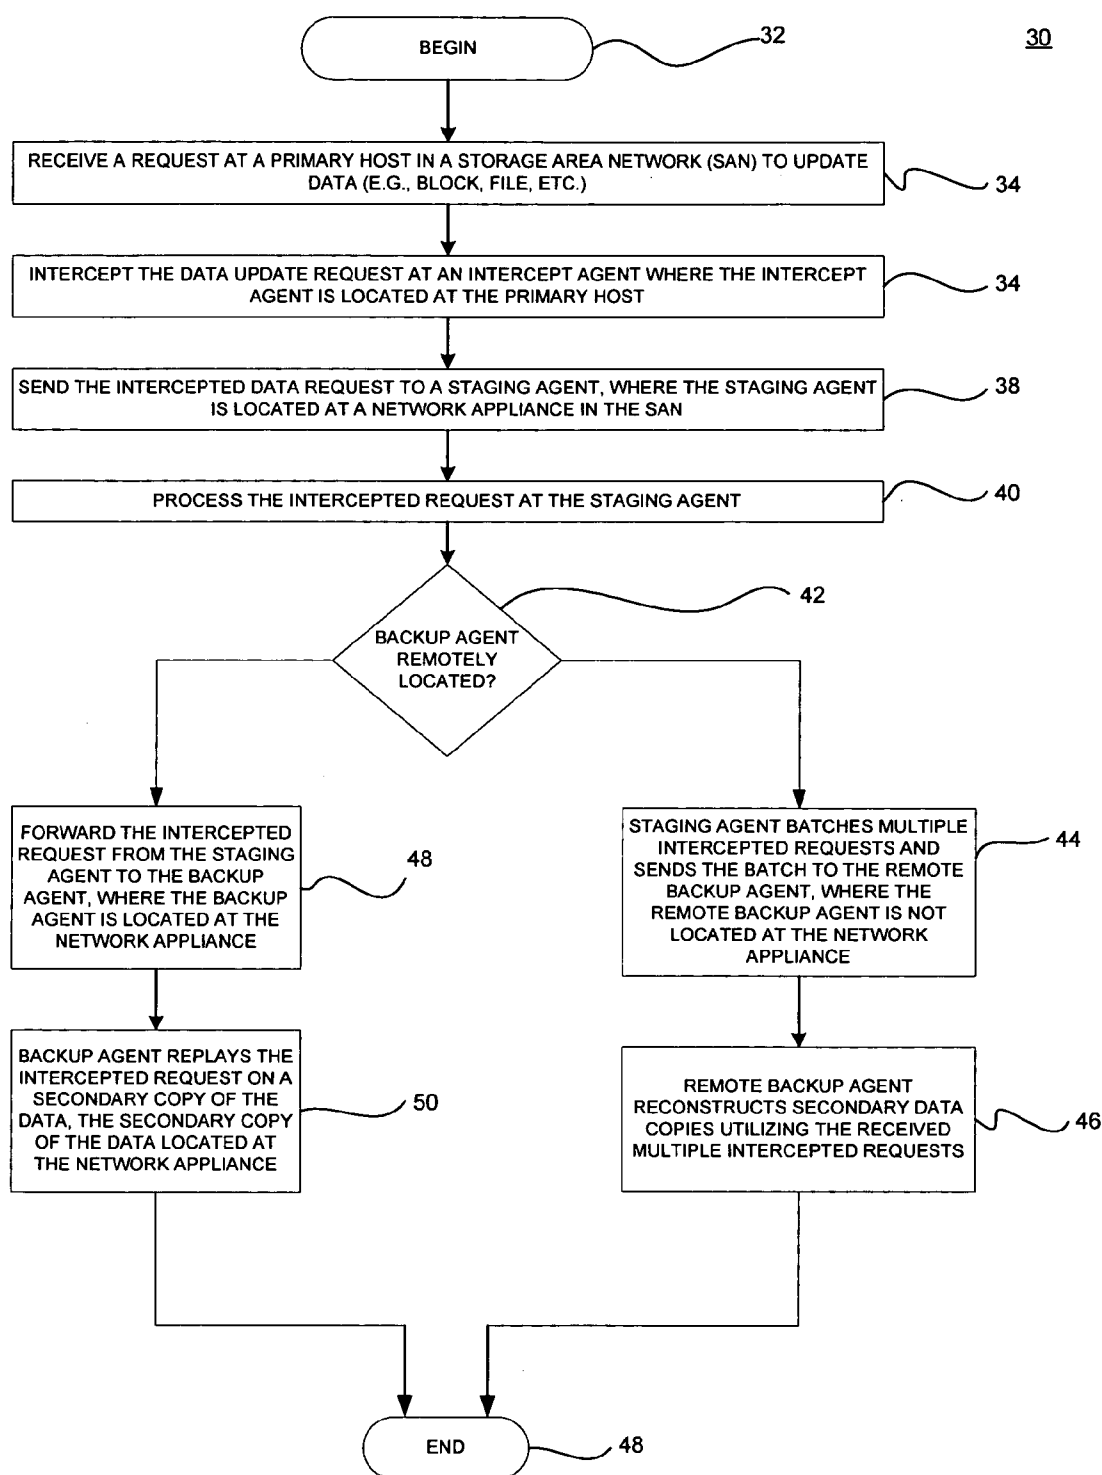 BEGIN
32
30
RECEIVE A REQUEST AT A PRIMARY HOST IN A STORAGE AREA NETWORK (SAN) TO UPDATE
DATA (E.G., BLOCK, FILE, ETC.)
34
INTERCEPT THE DATA UPDATE REQUEST AT AN INTERCEPT AGENT WHERE THE INTERCEPT
AGENT IS LOCATED AT THE PRIMARY HOST
34
SEND THE INTERCEPTED DATA REQUEST TO A STAGING AGENT, WHERE THE STAGING AGENT
IS LOCATED AT A NETWORK APPLIANCE IN THE SAN
38
PROCESS THE INTERCEPTED REQUEST AT THE STAGING AGENT
40
BACKUP AGENT
REMOTELY
LOCATED?
42
FORWARD THE INTERCEPTED
REQUEST FROM THE STAGING
AGENT TO THE BACKUP
AGENT, WHERE THE BACKUP
AGENT IS LOCATED AT THE
NETWORK APPLIANCE
48
STAGING AGENT BATCHES MULTIPLE
INTERCEPTED REQUESTS AND
SENDS THE BATCH TO THE REMOTE
BACKUP AGENT, WHERE THE
REMOTE BACKUP AGENT IS NOT
LOCATED AT THE NETWORK
APPLIANCE
44
BACKUP AGENT REPLAYS THE
INTERCEPTED REQUEST ON A
SECONDARY COPY OF THE
DATA, THE SECONDARY COPY
OF THE DATA LOCATED AT
THE NETWORK APPLIANCE
50
REMOTE BACKUP AGENT
RECONSTRUCTS SECONDARY DATA
COPIES UTILIZING THE RECEIVED
MULTIPLE INTERCEPTED REQUESTS
46
END
48